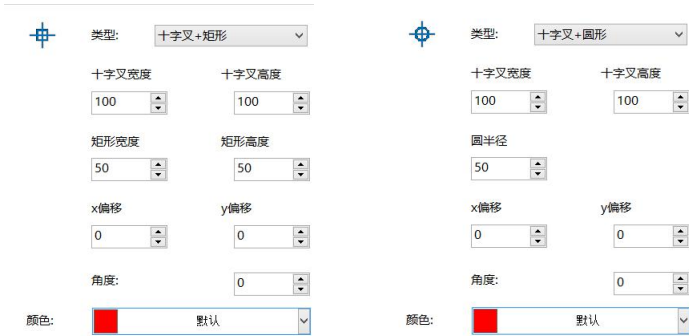 类型: 十字叉+矩形
十字叉宽度 十字叉高度
100 100
矩形宽度 矩形高度
50 50
x偏移 y偏移
0 0
角度: 0
颜色: 默认
类型: 十字叉+圆形
十字叉宽度 十字叉高度
100 100
圆半径
50
x偏移 y偏移
0 0
角度: 0
颜色: 默认